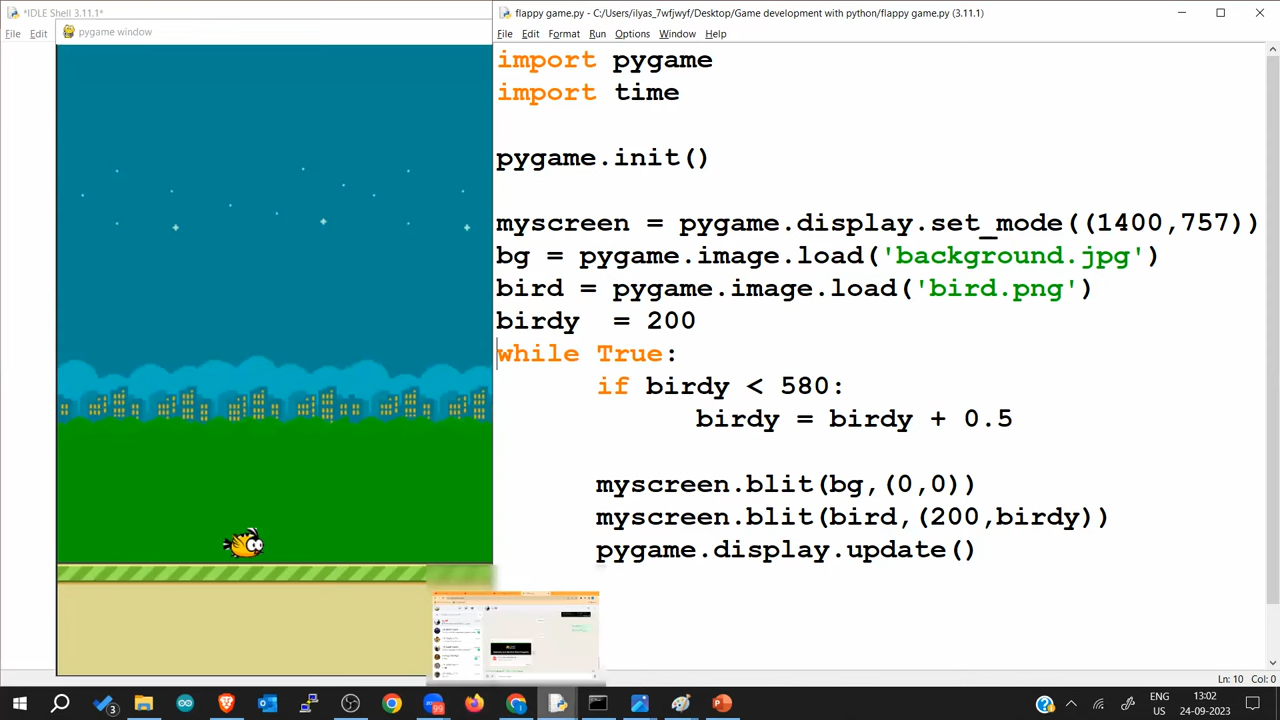 *IDLE Shell 3.11.1*
File Edit
pygame window
flappy game.py - C:/Users/ilyas_7wfjwyf/Desktop/Game development with python/flappy game.py (3.11.1)
File Edit Format Run Options Window Help
import pygame
import time
pygame.init()
myscreen = pygame.display.set_mode((1400,757))
bg = pygame.image.load('background.jpg')
bird = pygame.image.load('bird.png')
birdy  = 200
while True:
if birdy < 580:
birdy = birdy + 0.5
myscreen.blit(bg,(0,0))
myscreen.blit(bird,(200,birdy))
pygame.display.update()
Ln: 10 Col: 0
3
99
ENG
US
13:02
24-09-2023